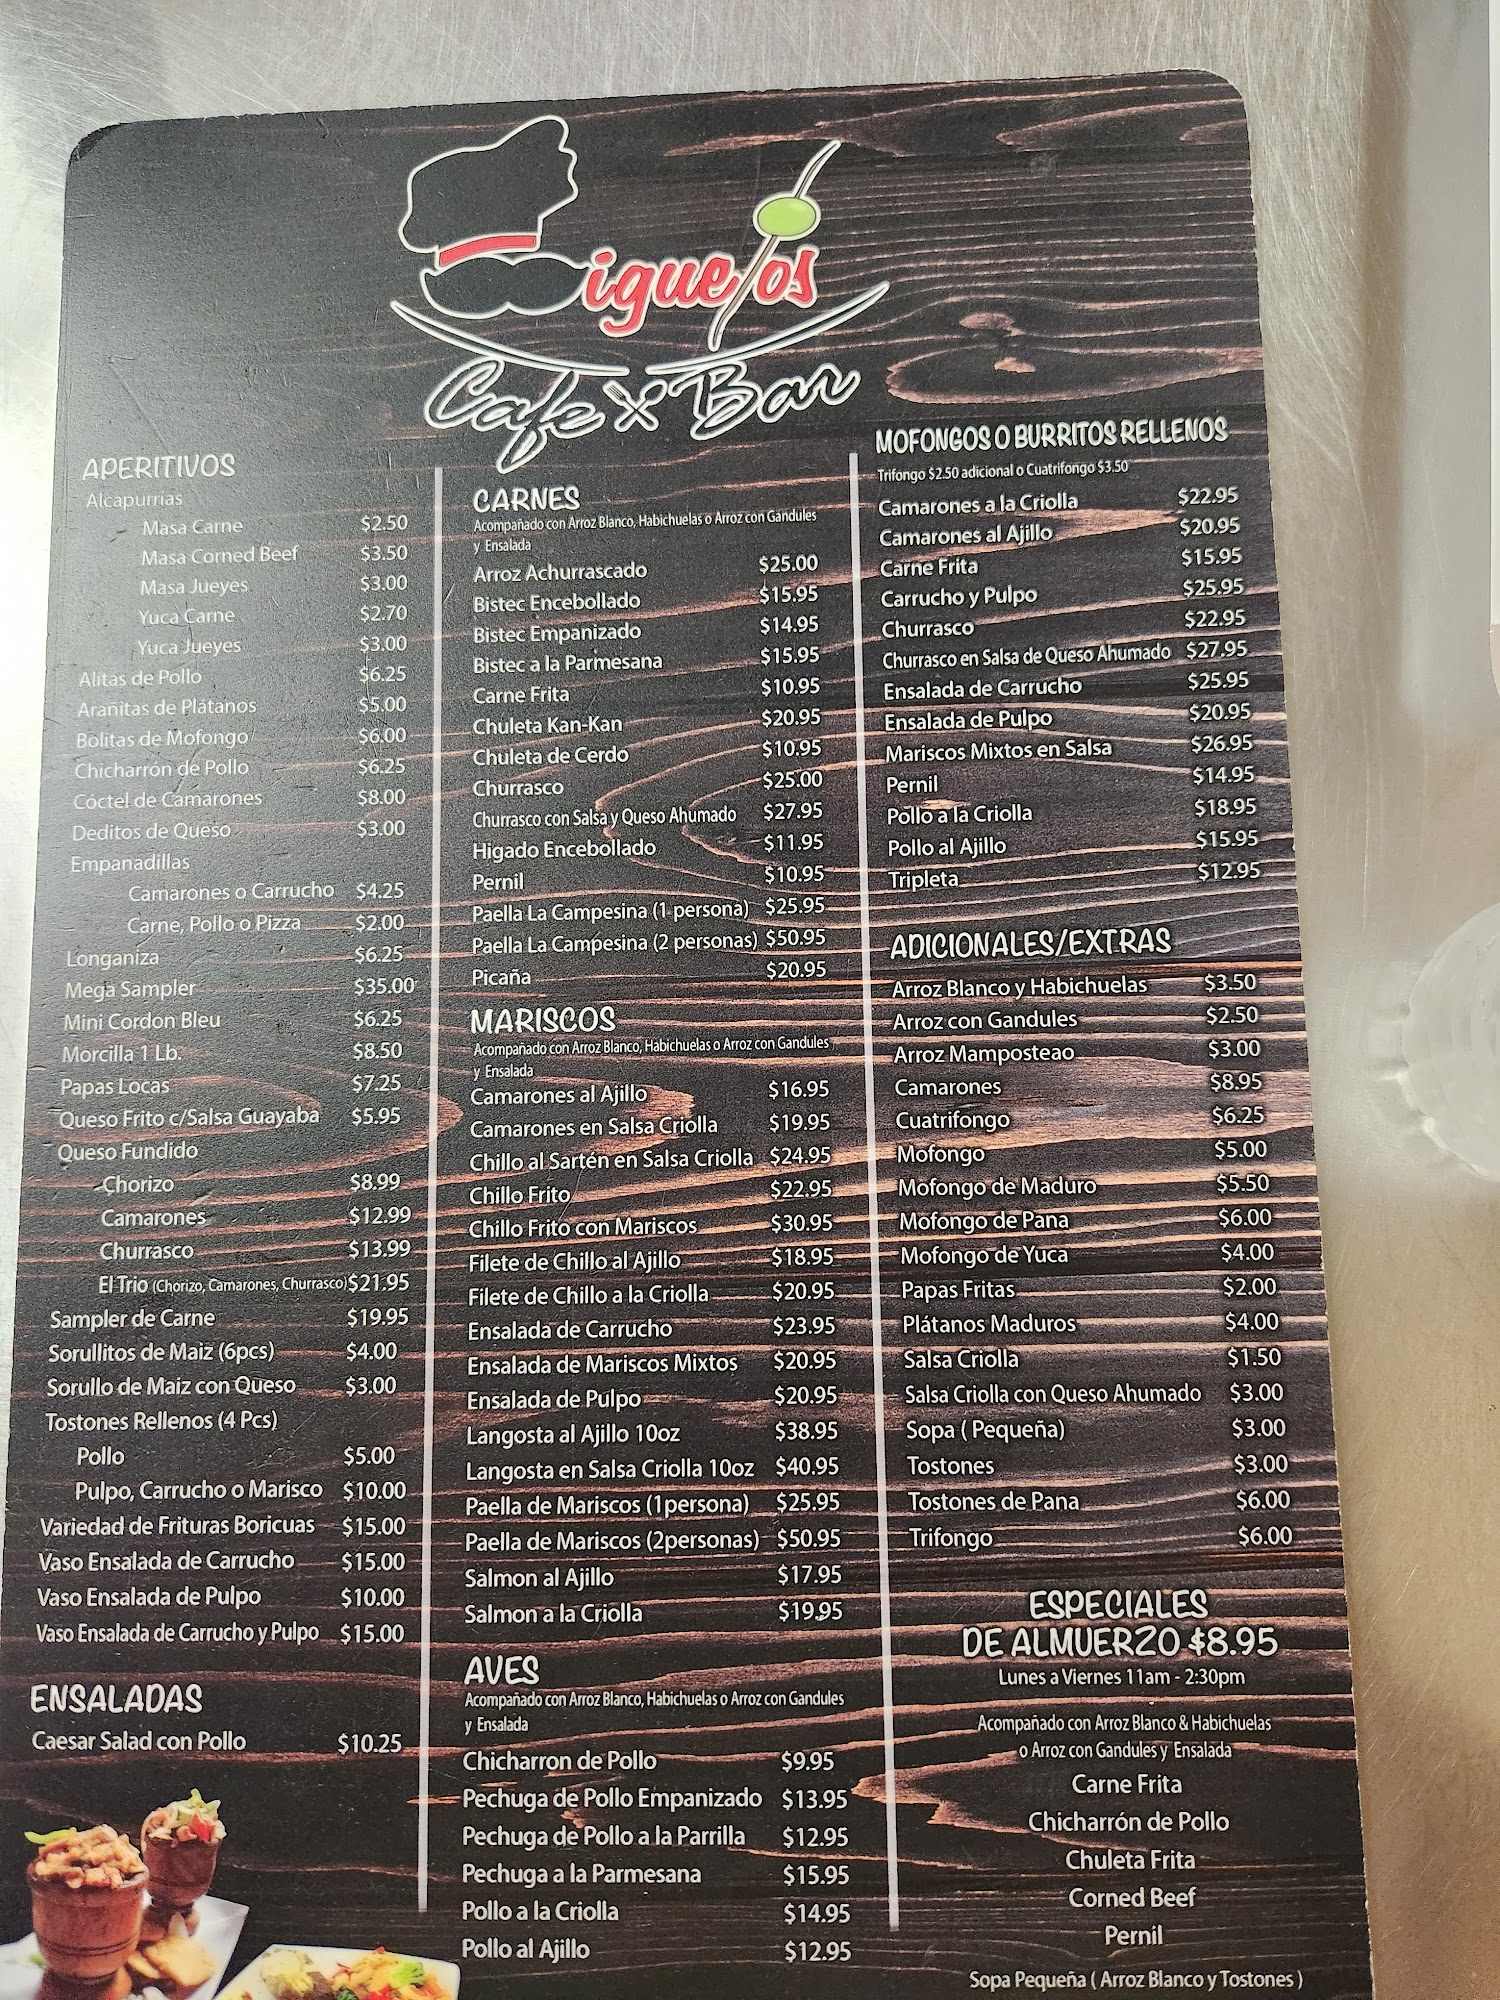 Miguelos
Cafe Bar
APERITIVOS
Alcapurrias
Masa Carne $2.50
Masa Corned Beef $3.50
Masa Jueyes $3.00
Yuca Carne $2.70
Yuca Jueyes $3.00
Alitas de Pollo $6.25
Arañitas de Plátanos $5.00
Bolitas de Mofongo $6.00
Chicharrón de Pollo $6.25
Coctel de Camarones $8.00
Deditos de Queso $3.00
Empanadillas
Camarones o Carrucho $4.25
Carne, Pollo o Pizza $2.00
Longaniza $6.25
Mega Sampler $35.00
Mini Cordon Bleu $6.25
Morcilla 1 Lb. $8.50
Papas Locas $7.25
Queso Frito c/Salsa Guayaba $5.95
Queso Fundido
Chorizo $8.99
Camarones $12.99
Churrasco $13.99
El Trio (Chorizo, Camarones, Churrasco) $21.95
Sampler de Carne $19.95
Sorullitos de Maiz (6pcs) $4.00
Sorullo de Maiz con Queso $3.00
Tostones Rellenos (4 Pcs)
Pollo $5.00
Pulpo, Carrucho o Marisco $10.00
Variedad de Frituras Boricuas $15.00
Vaso Ensalada de Carrucho $15.00
Vaso Ensalada de Pulpo $10.00
Vaso Ensalada de Carrucho y Pulpo $15.00
ENSALADAS
Caesar Salad con Pollo $10.25
CARNES
Acompañado con Arroz Blanco, Habichuelas o Arroz con Gandules
y Ensalada
Arroz Achurrascado $25.00
Bistec Encebollado $15.95
Bistec Empanizado $14.95
Bistec a la Parmesana $15.95
Carne Frita $10.95
Chuleta Kan-Kan $20.95
Chuleta de Cerdo $10.95
Churrasco $25.00
Churrasco con Salsa y Queso Ahumado $27.95
Higado Encebollado $11.95
Pernil $10.95
Paella La Campesina (1 persona) $25.95
Paella La Campesina (2 personas) $50.95
Picaña $20.95
MARISCOS
Acompañado con Arroz Blanco, Habichuelas o Arroz con Gandules
y Ensalada
Camarones al Ajillo $16.95
Camarones en Salsa Criolla $19.95
Chillo al Sartén en Salsa Criolla $24.95
Chillo Frito $22.95
Chillo Frito con Mariscos $30.95
Filete de Chillo al Ajillo $18.95
Filete de Chillo a la Criolla $20.95
Ensalada de Carrucho $23.95
Ensalada de Mariscos Mixtos $20.95
Ensalada de Pulpo $20.95
Langosta al Ajillo 10oz $38.95
Langosta en Salsa Criolla 10oz $40.95
Paella de Mariscos (1persona) $25.95
Paella de Mariscos (2personas) $50.95
Salmon al Ajillo $17.95
Salmon a la Criolla $19.95
AVES
Acompañado con Arroz Blanco, Habichuelas o Arroz con Gandules
y Ensalada
Chicharron de Pollo $9.95
Pechuga de Pollo Empanizado $13.95
Pechuga de Pollo a la Parrilla $12.95
Pechuga a la Parmesana $15.95
Pollo a la Criolla $14.95
Pollo al Ajillo $12.95
MOFONGOS O BURRITOS RELLENOS
Trifongo $2.50 adicional o Cuatrifongo $3.50
Camarones a la Criolla $22.95
Camarones al Ajillo $20.95
Carne Frita $15.95
Carrucho y Pulpo $25.95
Churrasco $22.95
Churrasco en Salsa de Queso Ahumado $27.95
Ensalada de Carrucho $25.95
Ensalada de Pulpo $20.95
Mariscos Mixtos en Salsa $26.95
Pernil $14.95
Pollo a la Criolla $18.95
Pollo al Ajillo $15.95
Tripleta $12.95
ADICIONALES/EXTRAS
Arroz Blanco y Habichuelas $3.50
Arroz con Gandules $2.50
Arroz Mamposteao $3.00
Camarones $8.95
Cuatrifongo $6.25
Mofongo $5.00
Mofongo de Maduro $5.50
Mofongo de Pana $6.00
Mofongo de Yuca $4.00
Papas Fritas $2.00
Plátanos Maduros $4.00
Salsa Criolla $1.50
Salsa Criolla con Queso Ahumado $3.00
Sopa ( Pequeña) $3.00
Tostones $3.00
Tostones de Pana $6.00
Trifongo $6.00
ESPECIALES
DE ALMUERZO $8.95
Lunes a Viernes 11am - 2:30pm
Acompañado con Arroz Blanco & Habichuelas
o Arroz con Gandules y Ensalada
Carne Frita
Chicharrón de Pollo
Chuleta Frita
Corned Beef
Pernil
Sopa Pequeña ( Arroz Blanco y Tostones )